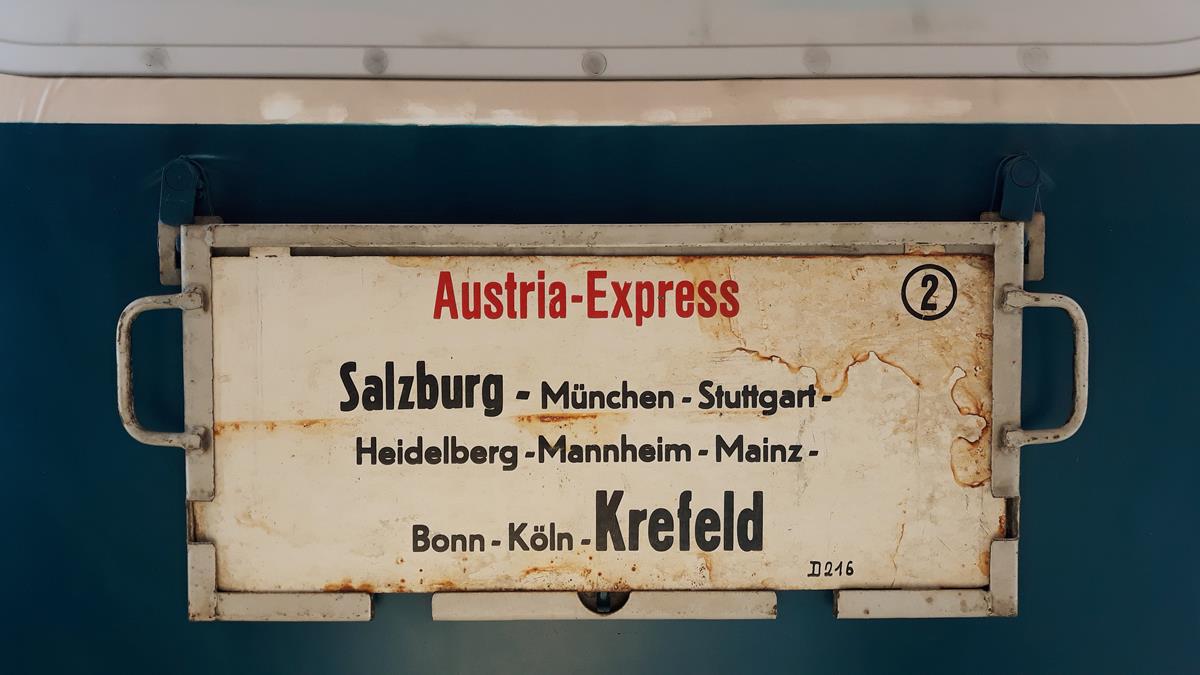 Austria-Express
2
Salzburg - München - Stuttgart -
Heidelberg - Mannheim - Mainz -
Bonn - Köln - Krefeld
D216